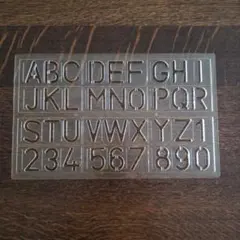 ABCDEFGHI
JKLMNOPQR
STUVWXYZ1
234567890